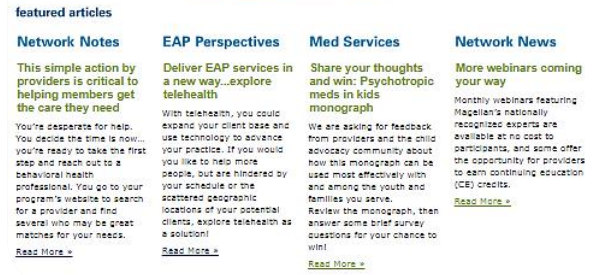 featured articles
Network Notes
This simple action by
providers is critical to
helping members get
the care they need
You're desperate for help.
You decide the time is now...
you're ready to take the first
step and reach out to a
behavioral health
professional. You go to your
program's website to search
for a provider and find
several who may be great
matches for your needs.
Read More »
EAP Perspectives
Deliver EAP services in
a new way...explore
telehealth
With telehealth, you could
expand your client base and
use technology to advance
your practice. If you would
you like to help more
people, but are hindered by
your schedule or the
scattered geographic
locations of your potential
clients, explore telehealth as
a solution!
Read More »
Med Services
Share your thoughts
and win: Psychotropic
meds in kids
monograph
We are asking for feedback
from providers and the child
advocacy community about
how this monograph can be
used most effectively with
and among the youth and
families you serve.
Review the monograph, then
answer some brief survey
questions for your chance to
win!
Read More »
Network News
More webinars coming
your way
Monthly webinars featuring
Magellan's nationally
recognized experts are
available at no cost to
participants, and some offer
the opportunity for providers
to earn continuing education
(CE) credits.
Read More »